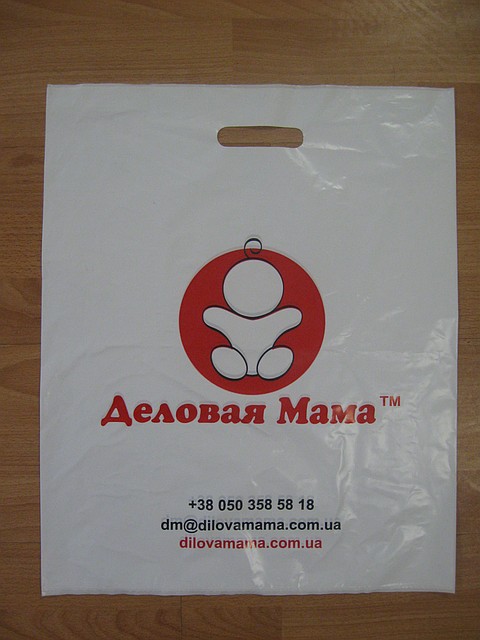 Деловая Мама™
+38 050 358 58 18
dm@dilovamama.com.ua
dilovamama.com.ua